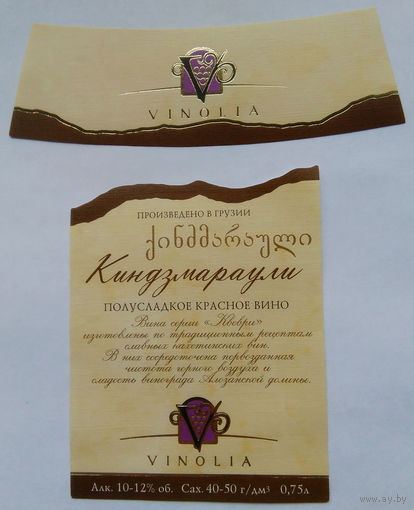 VINOLIA
ПРОИЗВЕДЕНО В ГРУЗИИ
ქინძმარაული
Киндзмараули
ПОЛУСЛАДКОЕ КРАСНОЕ ВИНО
Вина серии «Квеври»
изготовлены по традиционным рецептам
славных кахетинских вин.
В них сосредоточена первозданная
чистота горного воздуха и
сладость винограда Алазанской долины.
VINOLIA
Алк. 10-12% об. Сах. 40-50 г/дм³ 0,75л
www.ay.by